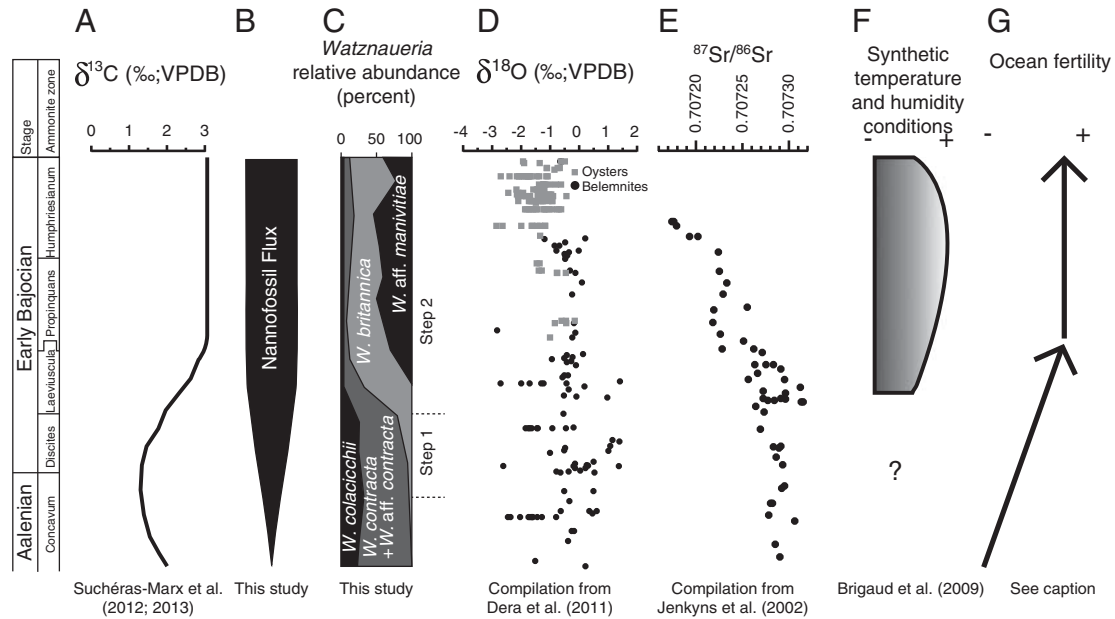 A
B
C
D
E
F
G
δ13C (‰;VPDB)
Watznaueria
relative abundance
(percent)
δ18O (‰;VPDB)
87Sr/86Sr
Synthetic
temperature
and humidity
conditions
- +
Ocean fertility
- +
Stage
Ammonite zone
0 1 2 3
0 50 100
-4 -2 -1 0 1 2
0.70720
0.70725
0.70730
Oysters
Belemnites
Early Bajocian
Aalenian
Humphriesianum
Propinquans
Laeviuscula
Discites
Concavum
Nannofossil Flux
W. colacicchii
W. contracta
+W. aff. contracta
W. britannica
W. aff. manivitiae
Step 2
Step 1
?
Suchéras-Marx et al.
(2012; 2013)
This study
This study
Compilation from
Dera et al. (2011)
Compilation from
Jenkyns et al. (2002)
Brigaud et al. (2009)
See caption